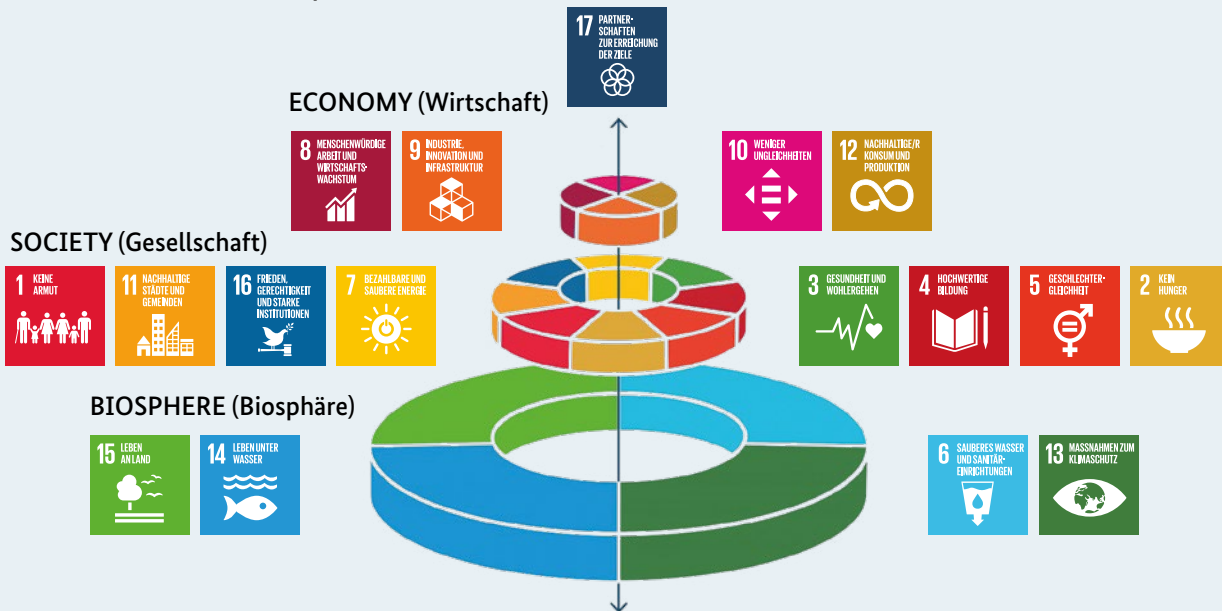 17 PARTNER-
SCHAFTEN
ZUR ERREICHUNG
DER ZIELE
ECONOMY (Wirtschaft)
8 MENSCHENWÜRDIGE
ARBEIT UND
WIRTSCHAFTS-
WACHSTUM
9 INDUSTRIE,
INNOVATION UND
INFRASTRUKTUR
10 WENIGER
UNGLEICHHEITEN
12 NACHHALTIGE/R
KONSUM UND
PRODUKTION
SOCIETY (Gesellschaft)
1 KEINE
ARMUT
11 NACHHALTIGE
STÄDTE UND
GEMEINDEN
16 FRIEDEN,
GERECHTIGKEIT
UND STARKE
INSTITUTIONEN
7 BEZAHLBARE UND
SAUBERE ENERGIE
3 GESUNDHEIT UND
WOHLERGEHEN
4 HOCHWERTIGE
BILDUNG
5 GESCHLECHTER-
GLEICHHEIT
2 KEIN
HUNGER
BIOSPHERE (Biosphäre)
15 LEBEN
AN LAND
14 LEBEN UNTER
WASSER
6 SAUBERES WASSER
UND SANITÄR-
EINRICHTUNGEN
13 MASSNAHMEN ZUM
KLIMASCHUTZ